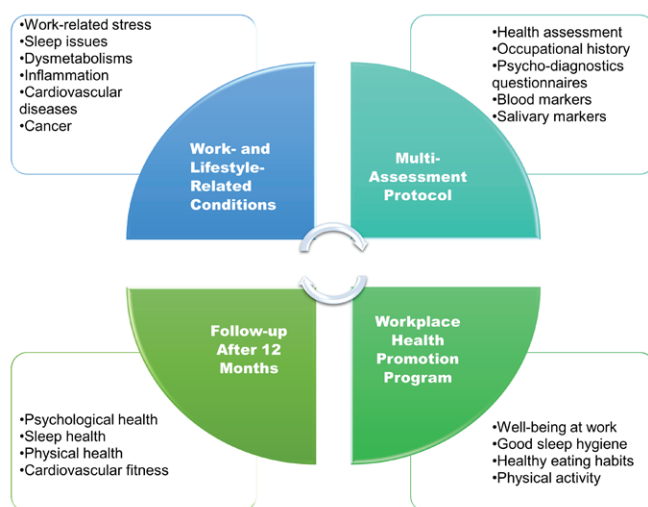 •Work-related stress
•Sleep issues
•Dysmetabolisms
•Inflammation
•Cardiovascular
diseases
•Cancer
•Health assessment
•Occupational history
•Psycho-diagnostics
questionnaires
•Blood markers
•Salivary markers
Work- and
Lifestyle-
Related
Conditions
Multi-
Assessment
Protocol
Follow-up
After 12
Months
Workplace
Health
Promotion
Program
•Psychological health
•Sleep health
•Physical health
•Cardiovascular fitness
•Well-being at work
•Good sleep hygiene
•Healthy eating habits
•Physical activity